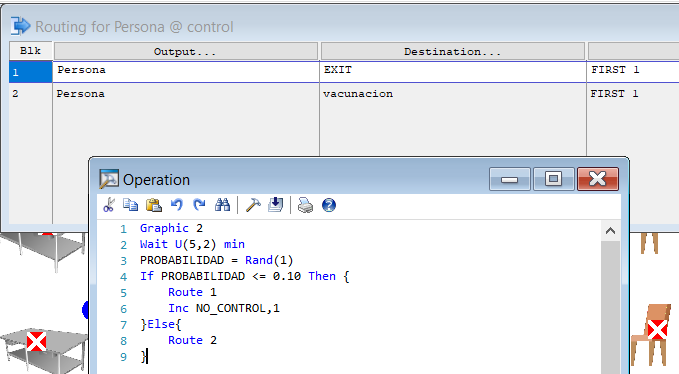 Routing for Persona @ control
Blk Output... Destination...
1 Persona EXIT FIRST 1
2 Persona vacunacion FIRST 1
Operation
1 Graphic 2
2 Wait U(5,2) min
3 PROBABILIDAD = Rand(1)
4 If PROBABILIDAD <= 0.10 Then {
5 Route 1
6 Inc NO_CONTROL,1
7 }Else{
8 Route 2
9 }